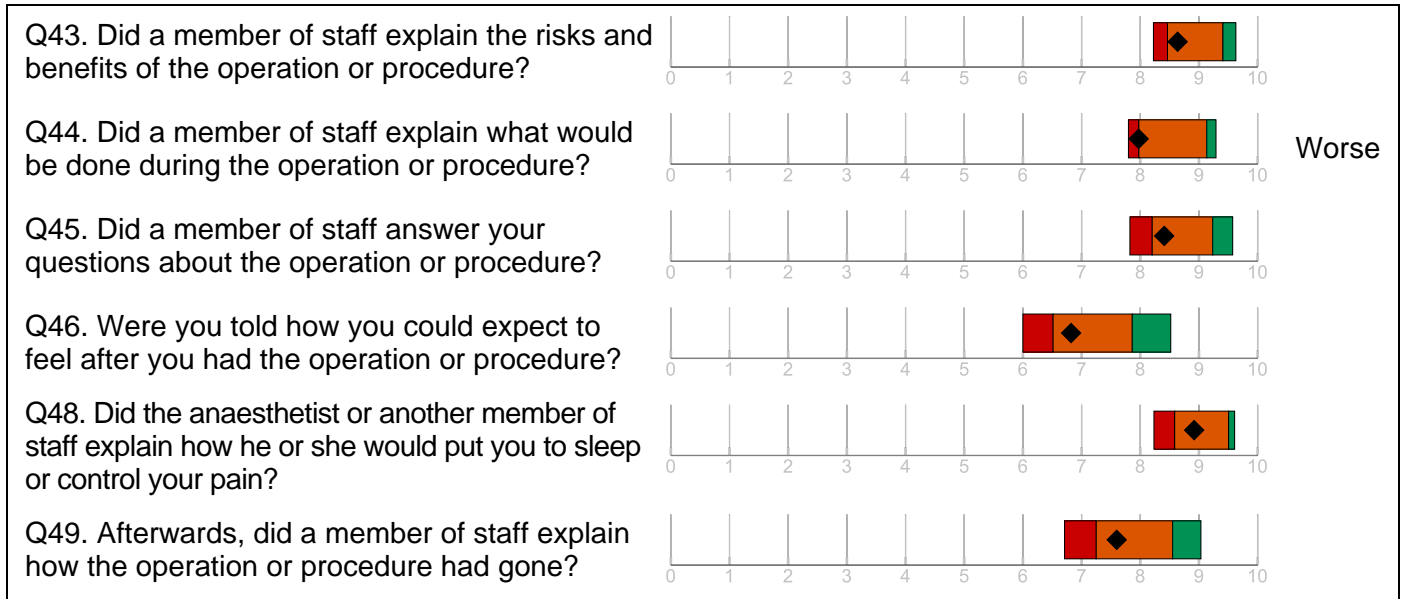 Q43. Did a member of staff explain the risks and
benefits of the operation or procedure?
0 1 2 3 4 5 6 7 8 9 10
Q44. Did a member of staff explain what would
be done during the operation or procedure?
Worse
0 1 2 3 4 5 6 7 8 9 10
Q45. Did a member of staff answer your
questions about the operation or procedure?
0 1 2 3 4 5 6 7 8 9 10
Q46. Were you told how you could expect to
feel after you had the operation or procedure?
0 1 2 3 4 5 6 7 8 9 10
Q48. Did the anaesthetist or another member of
staff explain how he or she would put you to sleep
or control your pain?
0 1 2 3 4 5 6 7 8 9 10
Q49. Afterwards, did a member of staff explain
how the operation or procedure had gone?
0 1 2 3 4 5 6 7 8 9 10